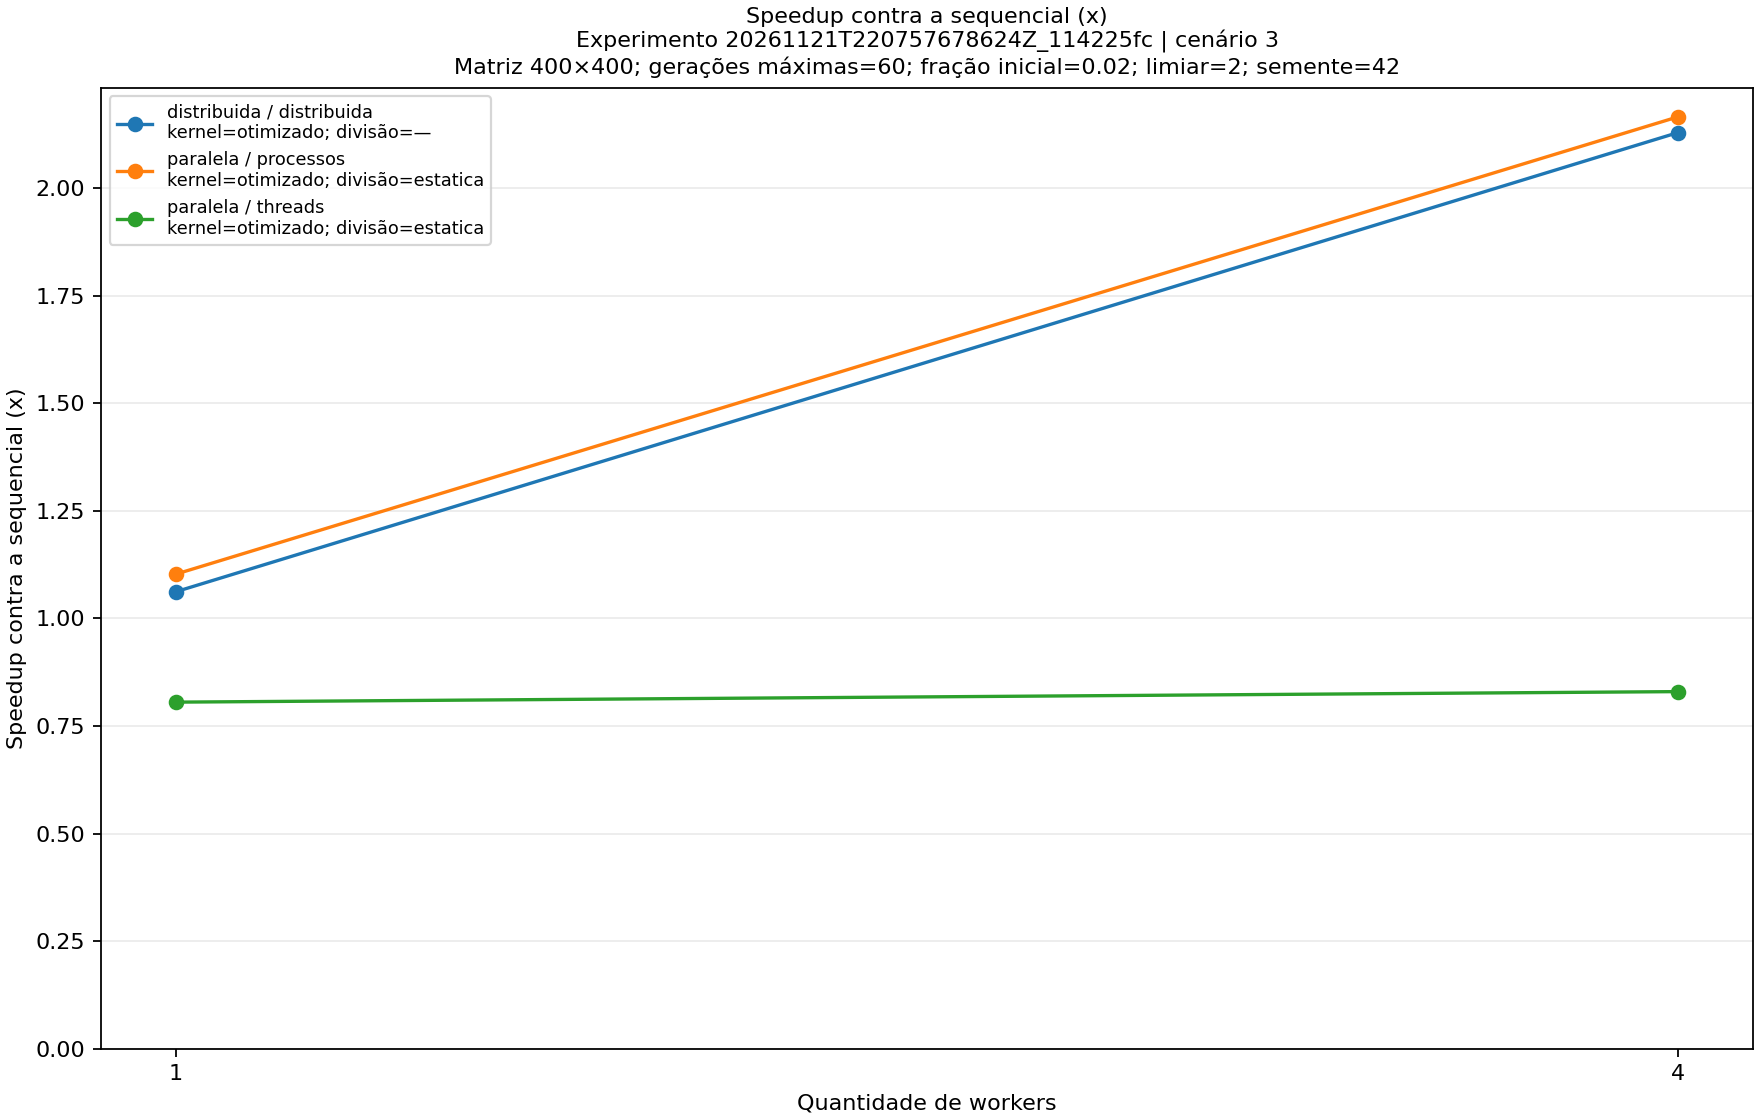 Speedup contra a sequencial (x)
Experimento 20261121T220757678624Z_114225fc | cenário 3
Matriz 400×400; gerações máximas=60; fração inicial=0.02; limiar=2; semente=42
distribuida / distribuida
kernel=otimizado; divisão=—
paralela / processos
kernel=otimizado; divisão=estatica
paralela / threads
kernel=otimizado; divisão=estatica
Speedup contra a sequencial (x)
2.00
1.75
1.50
1.25
1.00
0.75
0.50
0.25
0.00
1
4
Quantidade de workers